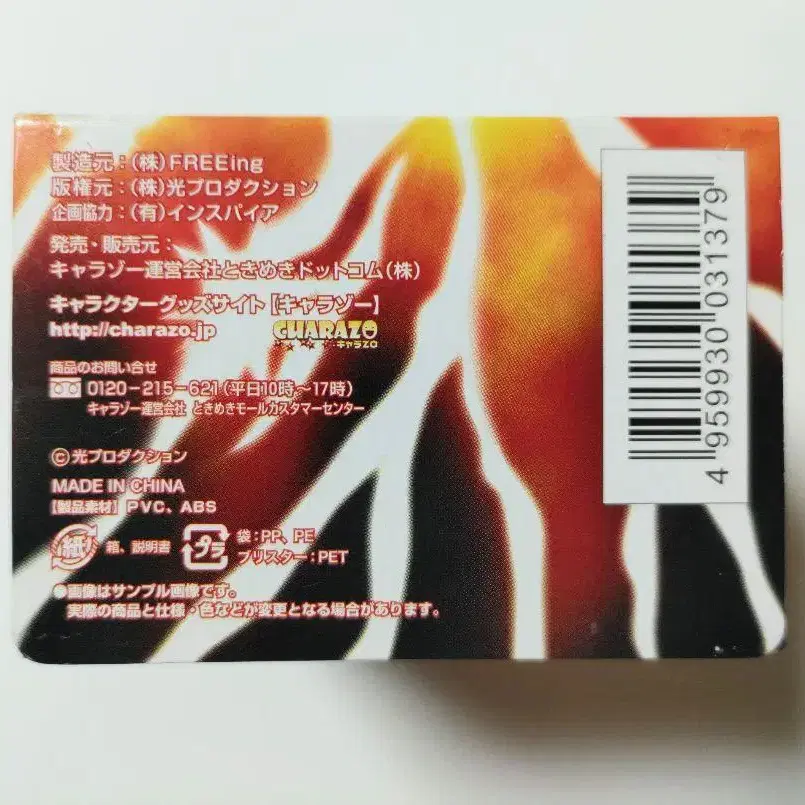 製造元:(株)FREEing
版権元:(株)光プロダクション
企画協力:(有)インスパイア
発売・販売元:
キャラゾー運営会社ときめきドットコム(株)
キャラクターグッズサイト【キャラゾー】
http://charazo.jp
CHARAZO
キャラZO
商品のお問い合せ
0120-215-621(平日10時〜17時)
キャラゾー運営会社 ときめきモールカスタマーセンター
©光プロダクション
MADE IN CHINA
【製品素材】PVC、ABS
紙 箱、説明書
プラ 袋:PP、PE
ブリスター:PET
●画像はサンプル画像です。
実際の商品と仕様・色などが変更となる場合があります。
4959930031379